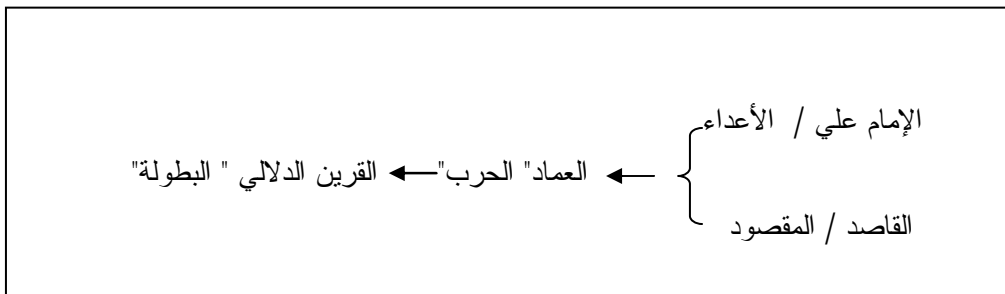 الإمام علي / الأعداء
العماد" الحرب" القرين الدلالي " البطولة"
القاصد / المقصود